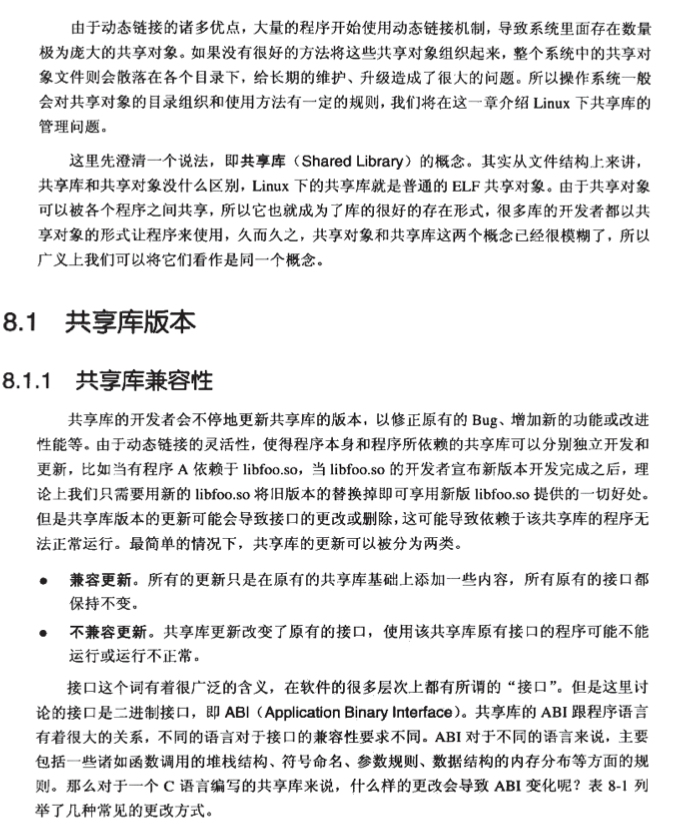 由于动态链接的诸多优点，大量的程序开始使用动态链接机制，导致系统里面存在数量
极为庞大的共享对象。如果没有很好的方法将这些共享对象组织起来，整个系统中的共享对
象文件则会散落在各个目录下，给长期的维护、升级造成了很大的问题。所以操作系统一般
会对共享对象的目录组织和使用方法有一定的规则，我们将在这一章介绍 Linux 下共享库的
管理问题。
这里先澄清一个说法，即共享库（Shared Library）的概念。其实从文件结构上来讲，
共享库和共享对象没什么区别，Linux 下的共享库就是普通的 ELF 共享对象。由于共享对象
可以被各个程序之间共享，所以它也就成为了库的很好的存在形式，很多库的开发者都以共
享对象的形式让程序来使用，久而久之，共享对象和共享库这两个概念已经很模糊了，所以
广义上我们可以将它们看作是同一个概念。
8.1 共享库版本
8.1.1 共享库兼容性
共享库的开发者会不停地更新共享库的版本，以修正原有的 Bug、增加新的功能或改进
性能等。由于动态链接的灵活性，使得程序本身和程序所依赖的共享库可以分别独立开发和
更新，比如当有程序 A 依赖于 libfoo.so，当 libfoo.so 的开发者宣布新版本开发完成之后，理
论上我们只需要用新的 libfoo.so 将旧版本的替换掉即可享用新版 libfoo.so 提供的一切好处。
但是共享库版本的更新可能会导致接口的更改或删除，这可能导致依赖于该共享库的程序无
法正常运行。最简单的情况下，共享库的更新可以被分为两类。
● 兼容更新。所有的更新只是在原有的共享库基础上添加一些内容，所有原有的接口都
保持不变。
● 不兼容更新。共享库更新改变了原有的接口，使用该共享库原有接口的程序可能不能
运行或运行不正常。
接口这个词有着很广泛的含义，在软件的很多层次上都有所谓的“接口”。但是这里讨
论的接口是二进制接口，即 ABI（Application Binary Interface）。共享库的 ABI 跟程序语言
有着很大的关系，不同的语言对于接口的兼容性要求不同。ABI 对于不同的语言来说，主要
包括一些诸如函数调用的堆栈结构、符号命名、参数规则、数据结构的内存分布等方面的规
则。那么对于一个 C 语言编写的共享库来说，什么样的更改会导致 ABI 变化呢？表 8-1 列
举了几种常见的更改方式。